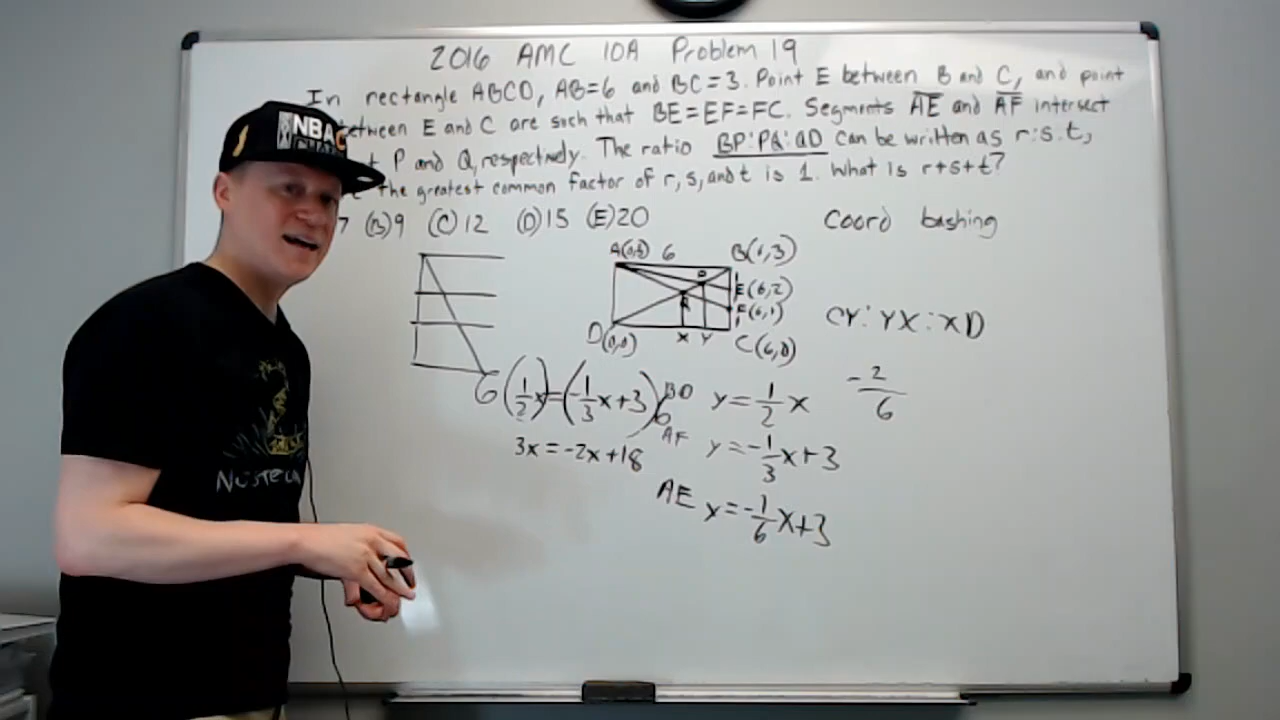 2016 AMC 10A Problem 19
In rectangle ABCD, AB=6 and BC=3. Point E between B and C, and point
between E and C are such that BE=EF=FC. Segments AE and AF intersect
P and Q, respectively. The ratio BP:PQ:QD can be written as r:s:t,
the greatest common factor of r, s, and t is 1. What is r+s+t?
7 (B)9 (C)12 (D)15 (E)20
Coord bashing
NBA
A(0,3) 6 B(6,3)
E(6,2)
F(6,1)
D(0,0) X Y C(6,0)
CY:YX:XD
6(1/2x)=(-1/3x+3)6
BD y=1/2x
-2/6
3x=-2x+18
AF y=-1/3x+3
AE y=-1/6x+3